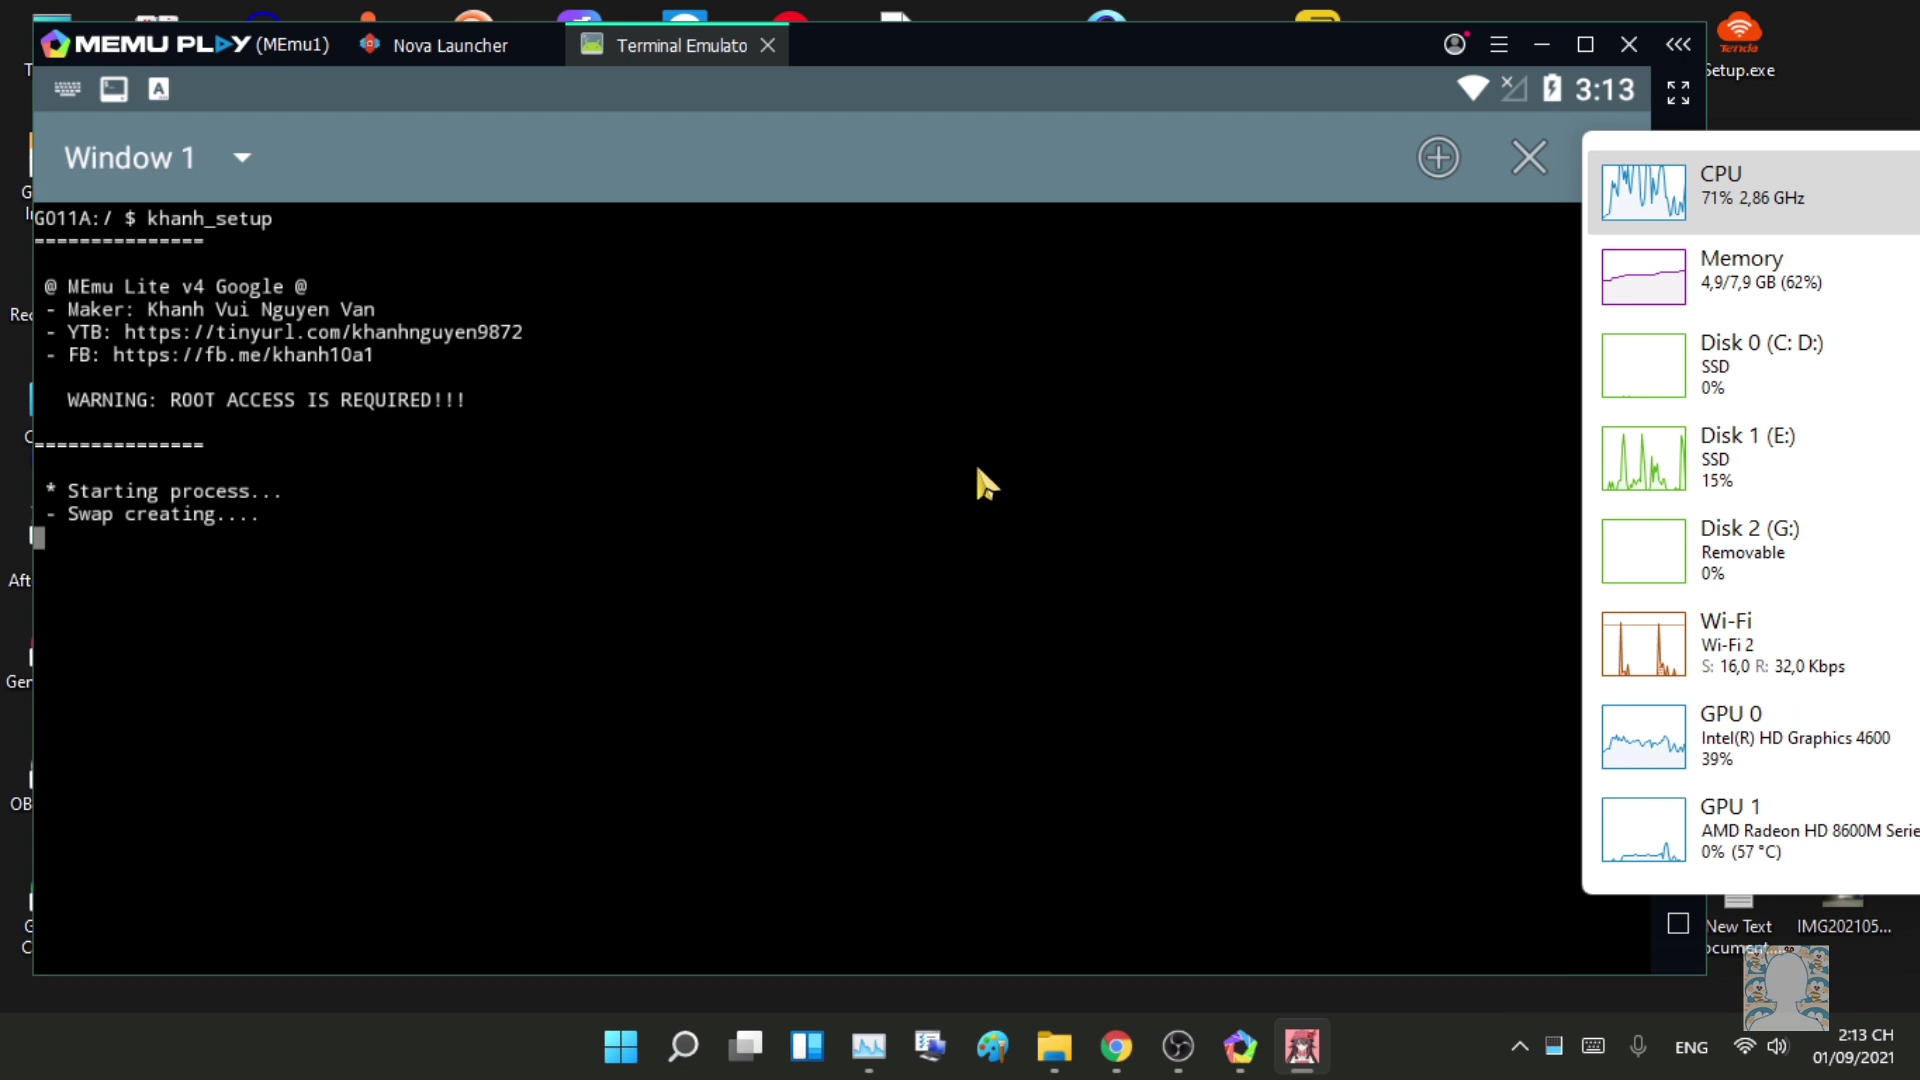 MEMU PLAY (MEmu1)
Nova Launcher
Terminal Emulato
Setup.exe
Tenda
A
3:13
Window 1
G011A:/ $ khanh_setup
===============
@ MEmu Lite v4 Google @
- Maker: Khanh Vui Nguyen Van
- YTB: https://tinyurl.com/khanhnguyen9872
- FB: https://fb.me/khanh10a1
WARNING: ROOT ACCESS IS REQUIRED!!!
===============
* Starting process...
- Swap creating....
CPU
71% 2,86 GHz
Memory
4,9/7,9 GB (62%)
Disk 0 (C: D:)
SSD
0%
Disk 1 (E:)
SSD
15%
Disk 2 (G:)
Removable
0%
Wi-Fi
Wi-Fi 2
S: 16,0 R: 32,0 Kbps
GPU 0
Intel(R) HD Graphics 4600
39%
GPU 1
AMD Radeon HD 8600M Serie
0% (57 °C)
Rec
Aft
Gen
OB
New Text
IMG202105...
ENG
2:13 CH
01/09/2021